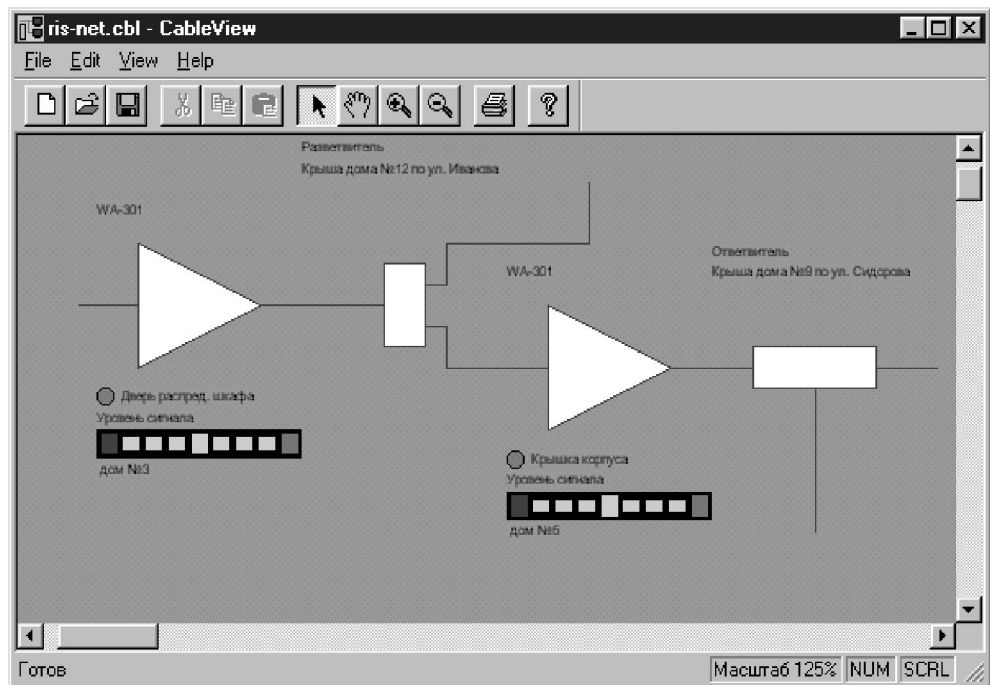 ris-net.cbl - CableView
File Edit View Help
Разветвитель
Крыша дома №12 по ул. Иванова
WA-301
Ответвитель
WA-301
Крыша дома №9 по ул. Сидорова
Дверь распред. шкафа
Уровень сигнала
дом №3
Крышка корпуса
Уровень сигнала
дом №5
Готов
Масштаб 125% NUM SCRL